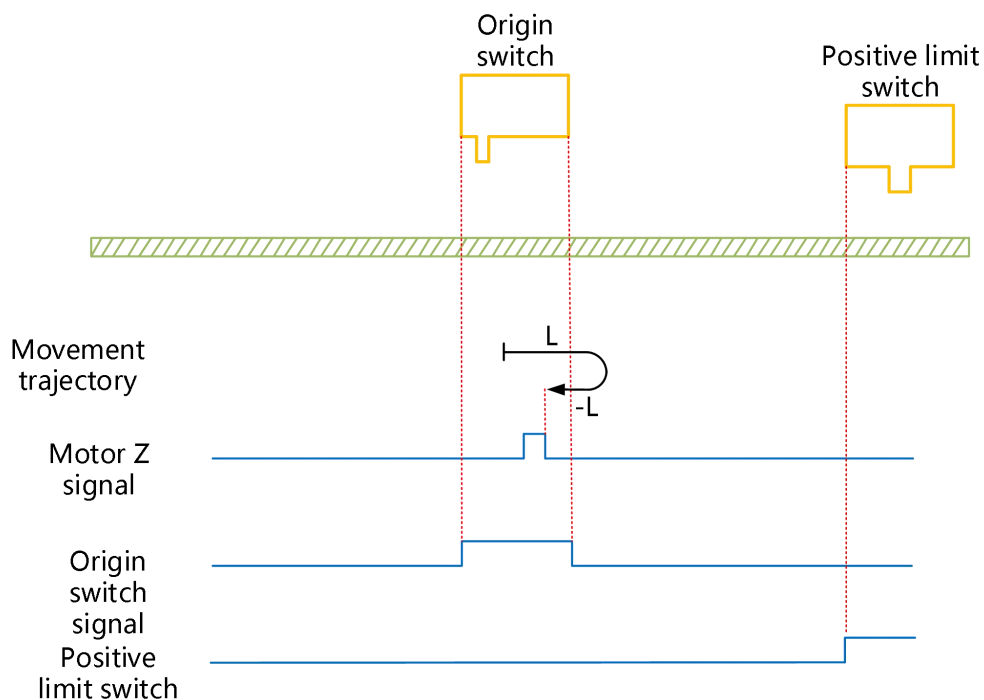 Origin
switch
Positive limit
switch
Movement
trajectory
L
-L
Motor Z
signal
Origin
switch
signal
Positive
limit switch